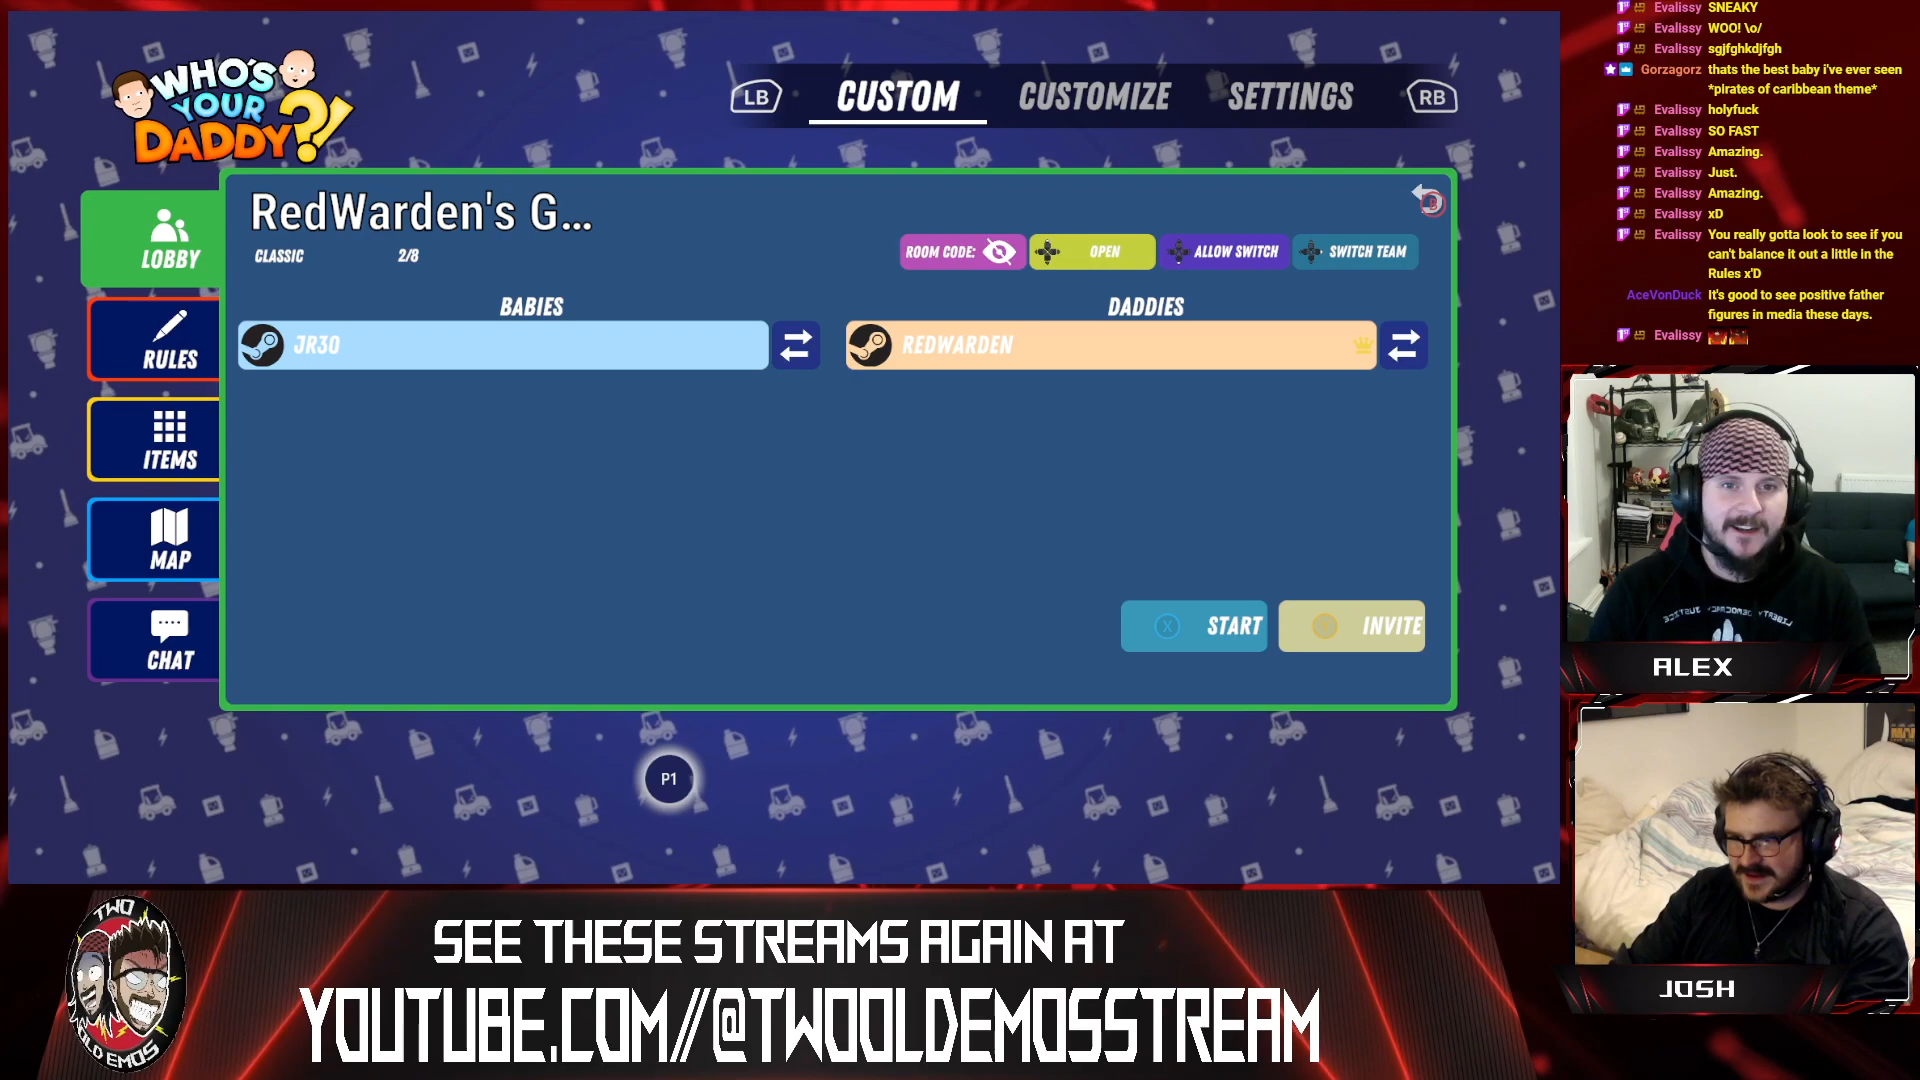 WHO'S
YOUR
DADDY?!
LB
CUSTOM
CUSTOMIZE
SETTINGS
RB
LOBBY
RULES
ITEMS
MAP
CHAT
RedWarden's G...
CLASSIC
2/8
B
ROOM CODE:
OPEN
ALLOW SWITCH
SWITCH TEAM
BABIES
DADDIES
JR30
REDWARDEN
X START
INVITE
P1
Evalissy SNEAKY
Evalissy WOO! \o/
Evalissy sgjfghkdjfgh
Gorzagorz thats the best baby i've ever seen
*pirates of caribbean theme*
Evalissy holyfuck
Evalissy SO FAST
Evalissy Amazing.
Evalissy Just.
Evalissy Amazing.
Evalissy xD
Evalissy You really gotta look to see if you
can't balance it out a little in the
Rules x'D
AceVonDuck It's good to see positive father
figures in media these days.
Evalissy
LIBERTY DEMOCRACY JUSTICE
ALEX
JOSH
TWO
OLD EMOS
SEE THESE STREAMS AGAIN AT
YOUTUBE.COM//@TWOOLDEMOSSTREAM